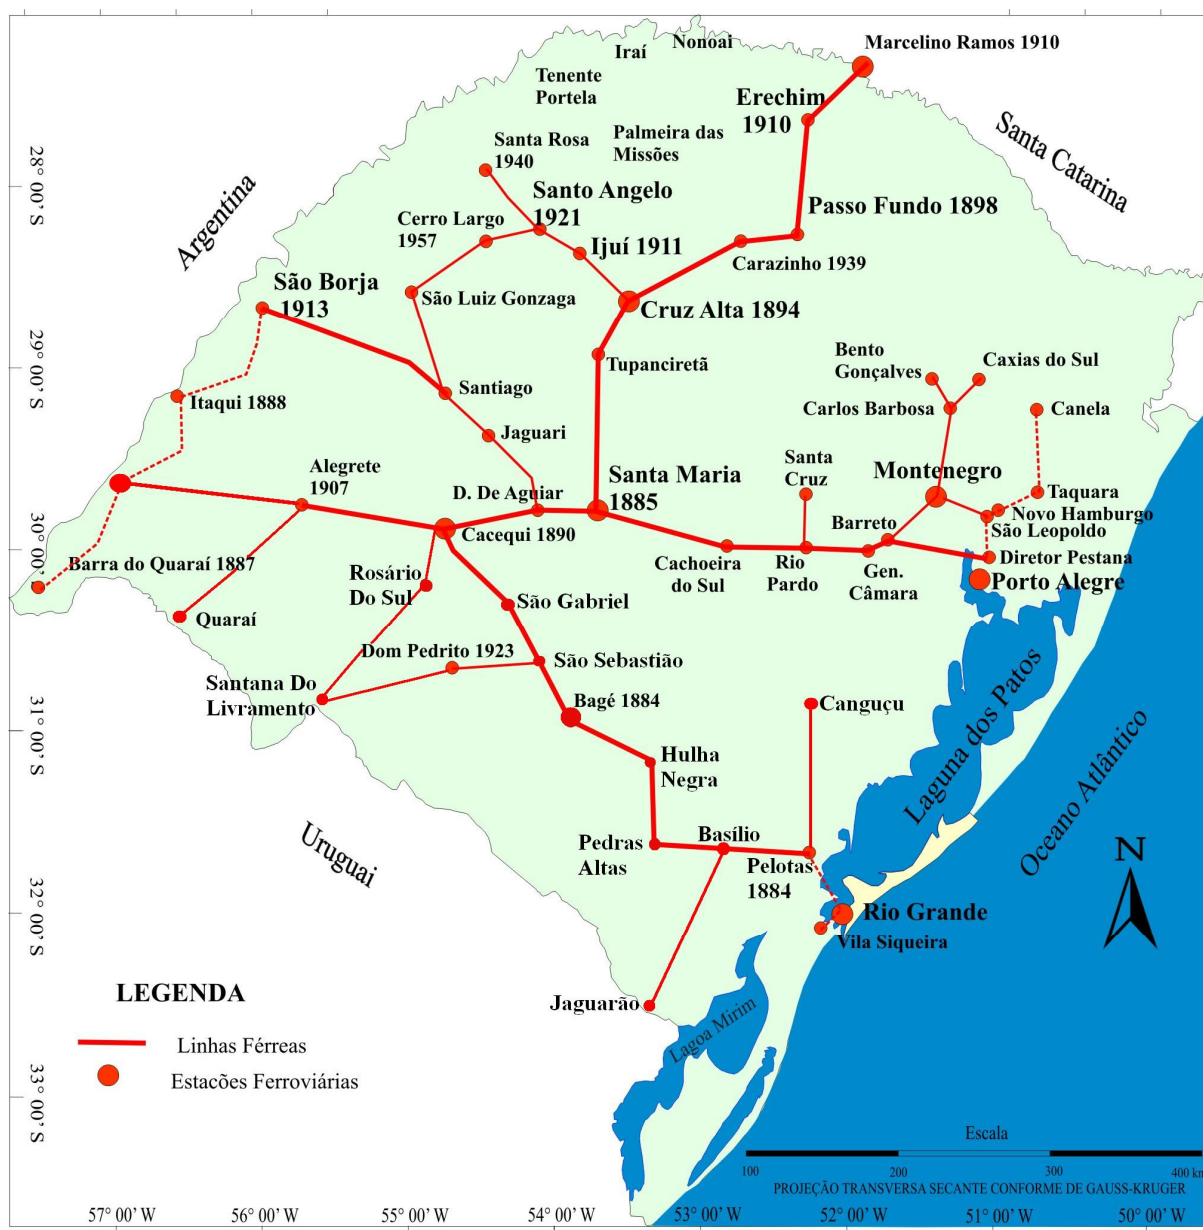 Marcelino Ramos 1910
Nonoai
Iraí
Tenente
Portela
Erechim
1910
Santa Catarina
Palmeira das
Missões
Santa Rosa
1940
28° 00'S
Argentina
Santo Angelo
1921
Passo Fundo 1898
Cerro Largo
1957
Ijuí 1911
Carazinho 1939
São Borja
1913
São Luiz Gonzaga
Cruz Alta 1894
29° 00'S
Tupanciretã
Bento
Gonçalves
Caxias do Sul
Santiago
Itaqui 1888
Carlos Barbosa
Canela
Jaguari
Alegrete
1907
D. De Aguiar
Santa Maria
1885
Santa
Cruz
Montenegro
Taquara
Novo Hamburgo
São Leopoldo
Barreto
Cacequi 1890
30° 00'S
Diretor Pestana
Barra do Quaraí 1887
Rosário
Do Sul
Cachoeira
do Sul
Rio
Pardo
Gen.
Câmara
Porto Alegre
São Gabriel
Quaraí
Dom Pedrito 1923
São Sebastião
Santana Do
Livramento
Bagé 1884
Canguçu
31° 00'S
Laguna dos Patos
Oceano Atlântico
Hulha
Negra
Uruguai
Pedras
Altas
Basílio
Pelotas
1884
N
32° 00'S
Rio Grande
Vila Siqueira
LEGENDA
Jaguarão
Lagoa Mirim
Linhas Férreas
Estacões Ferroviárias
33° 00'S
Escala
100 200 300 400 km
PROJEÇÃO TRANSVERSA SECANTE CONFORME DE GAUSS-KRUGER
57°00'W 56°00'W 55°00'W 54°00'W 53°00'W 52°00'W 51°00'W 50°00'W